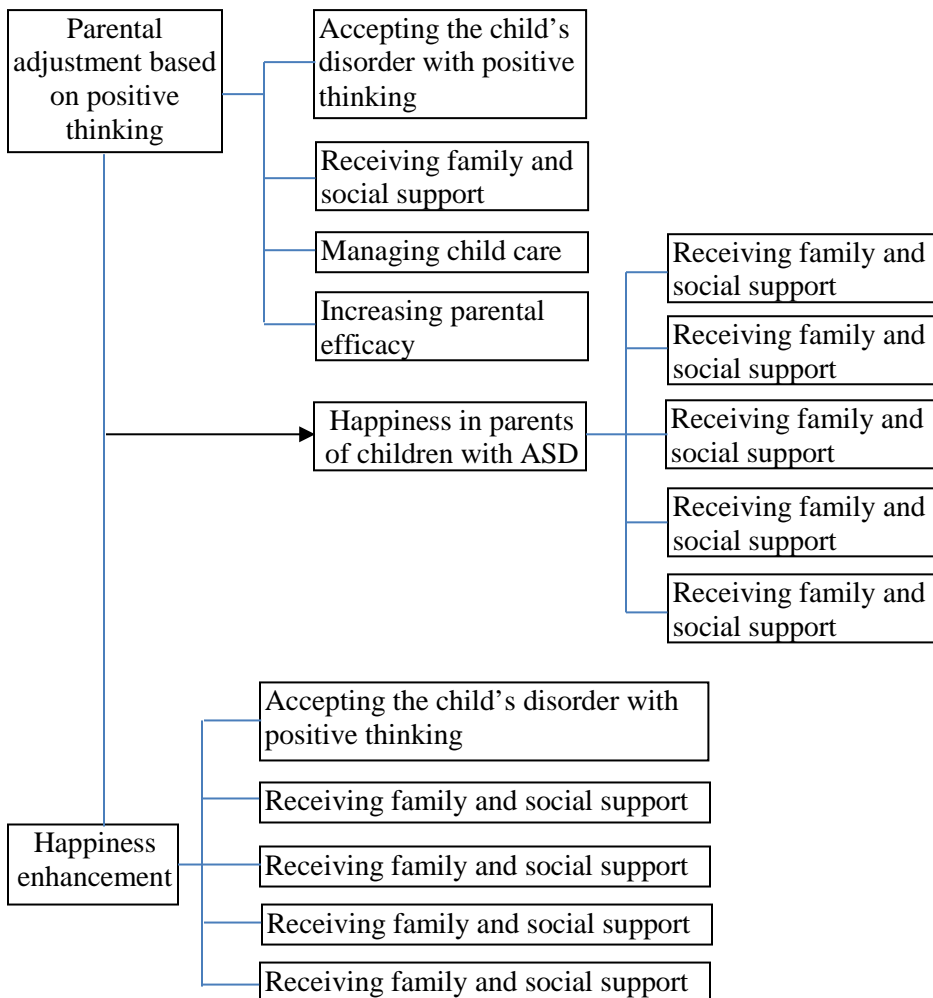 Parental
adjustment based
on positive
thinking
Accepting the child’s
disorder with positive
thinking
Receiving family and
social support
Managing child care
Increasing parental
efficacy
Happiness in parents
of children with ASD
Receiving family and
social support
Receiving family and
social support
Receiving family and
social support
Receiving family and
social support
Receiving family and
social support
Happiness
enhancement
Accepting the child’s disorder with
positive thinking
Receiving family and social support
Receiving family and social support
Receiving family and social support
Receiving family and social support